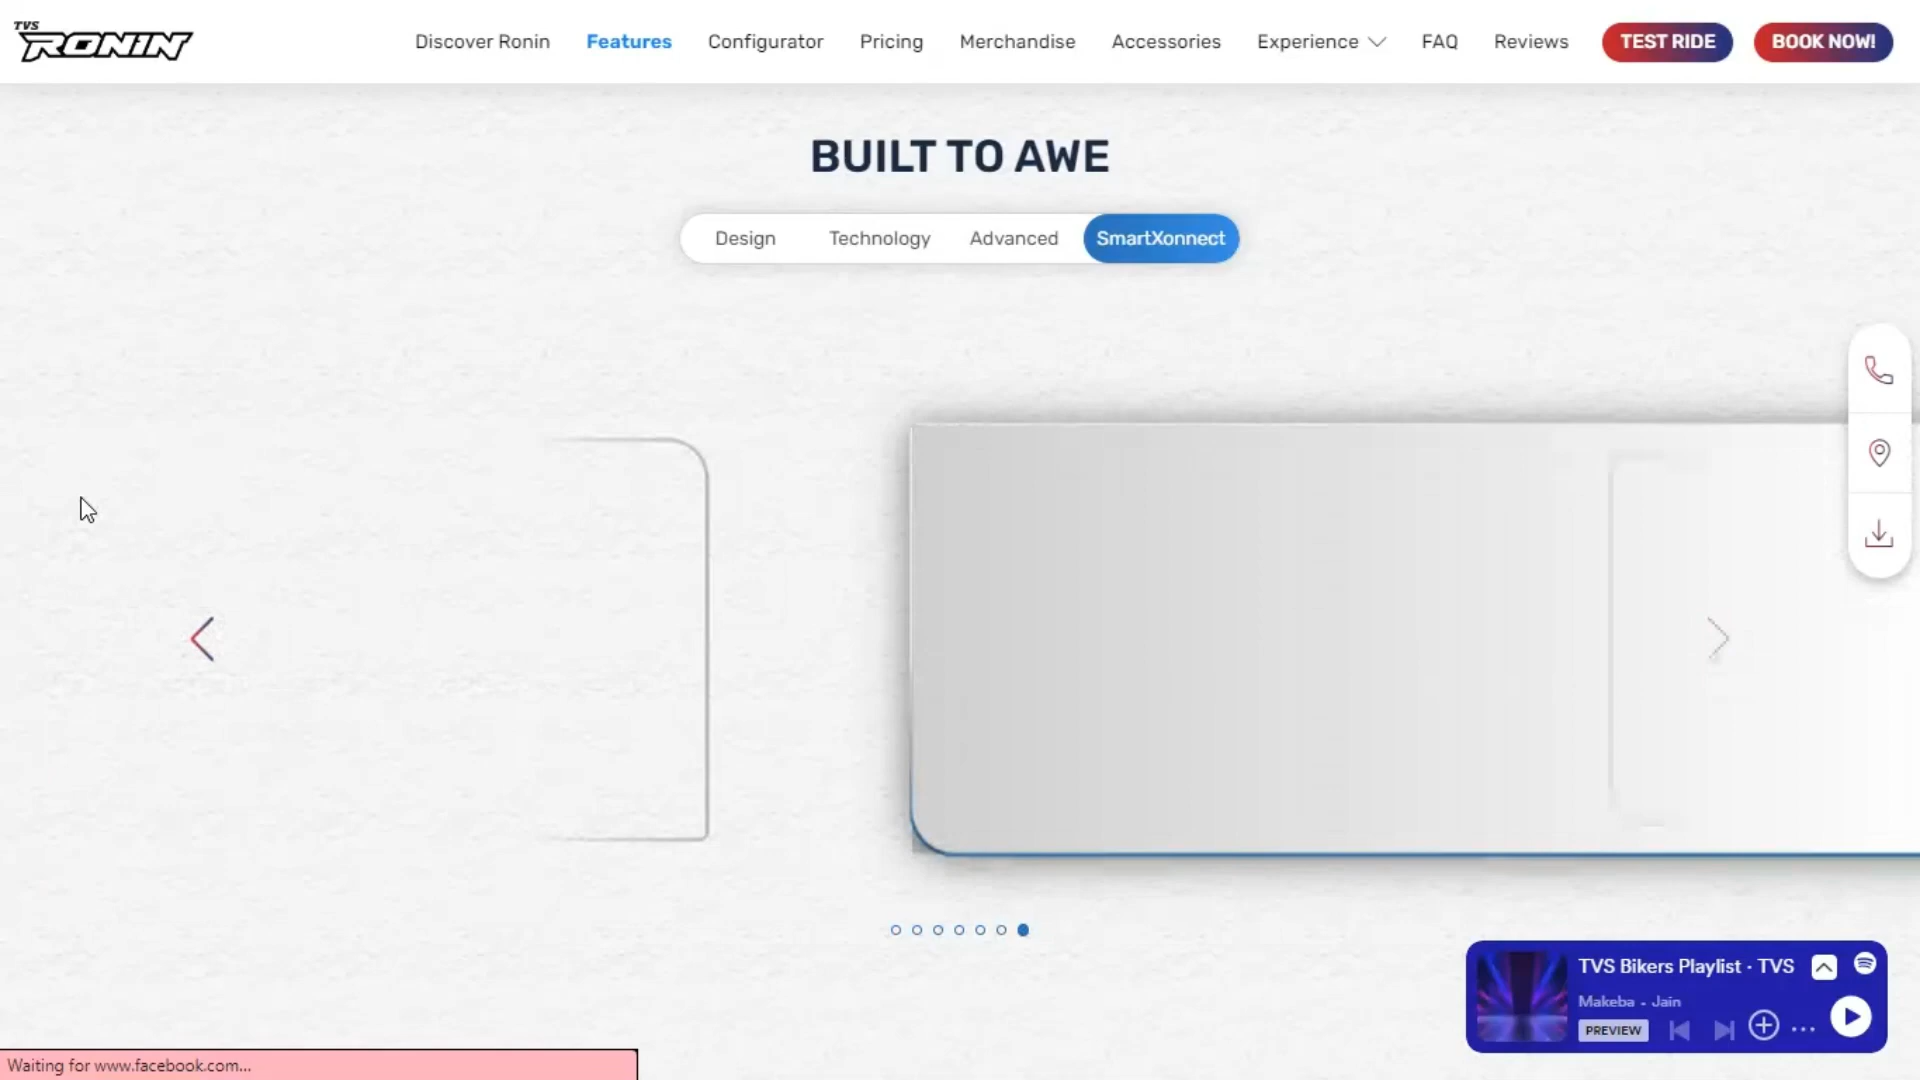 TVS
RONIN
Discover Ronin
Features
Configurator
Pricing
Merchandise
Accessories
Experience
FAQ
Reviews
TEST RIDE
BOOK NOW!
BUILT TO AWE
Design
Technology
Advanced
SmartXonnect
TVS Bikers Playlist · TVS
Makeba - Jain
PREVIEW
Waiting for www.facebook.com...